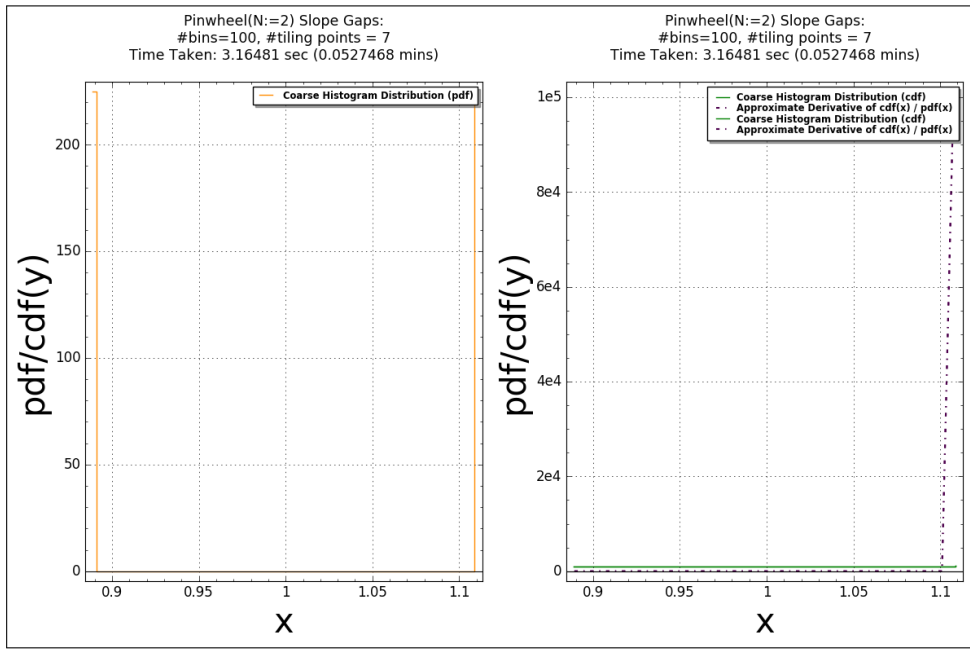 Pinwheel(N:=2) Slope Gaps:
#bins=100, #tiling points = 7
Time Taken: 3.16481 sec (0.0527468 mins)
Coarse Histogram Distribution (pdf)
pdf/cdf(y)
200
150
100
50
0
0.9
0.95
1
1.05
1.1
x
Pinwheel(N:=2) Slope Gaps:
#bins=100, #tiling points = 7
Time Taken: 3.16481 sec (0.0527468 mins)
Coarse Histogram Distribution (cdf)
Approximate Derivative of cdf(x) / pdf(x)
Coarse Histogram Distribution (cdf)
Approximate Derivative of cdf(x) / pdf(x)
pdf/cdf(y)
1e5
8e4
6e4
4e4
2e4
0
0.9
0.95
1
1.05
1.1
x